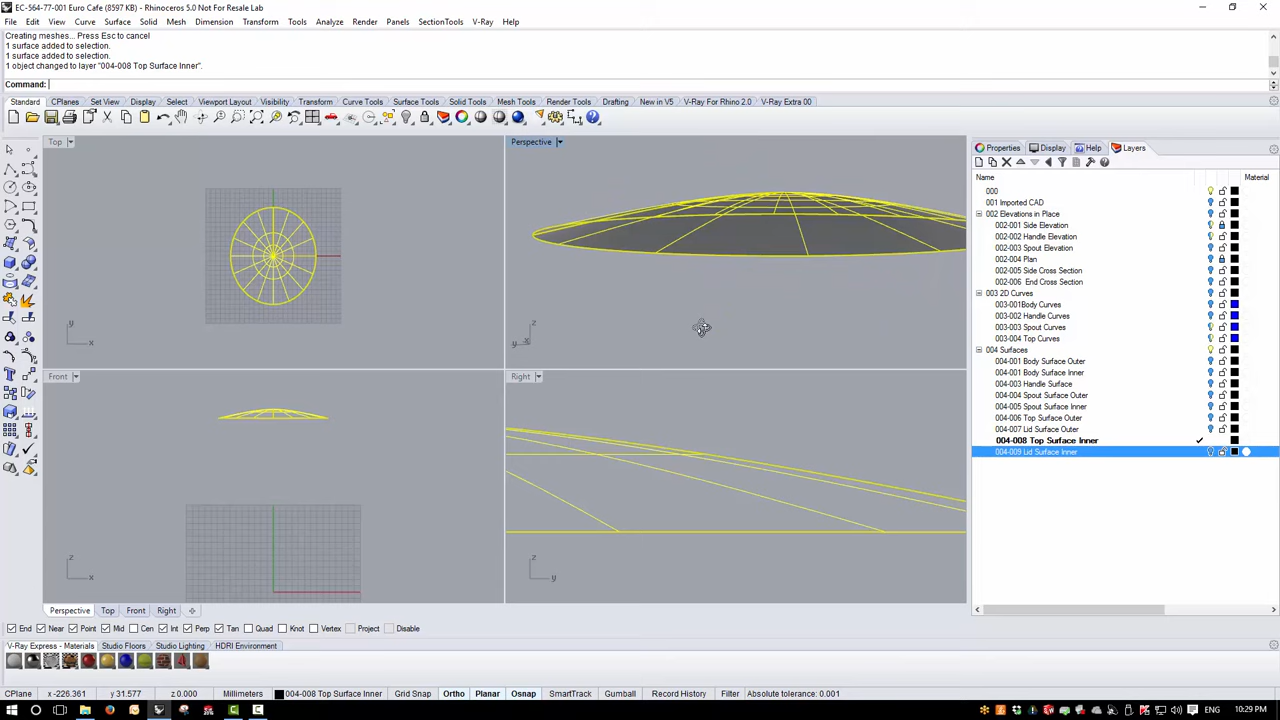 EC-564-77-001 Euro Cafe (8597 KB) - Rhinoceros 5.0 Not For Resale Lab
File Edit View Curve Surface Solid Mesh Dimension Transform Tools Analyze Render Panels SectionTools V-Ray Help
Creating meshes... Press Esc to cancel
1 surface added to selection.
1 surface added to selection.
1 object changed to layer "004-008 Top Surface Inner".
Command:
Standard CPlanes Set View Display Select Viewport Layout Visibility Transform Curve Tools Surface Tools Solid Tools Mesh Tools Render Tools Drafting New in V5 V-Ray For Rhino 2.0 V-Ray Extra 00
Top
Perspective
Properties Display Help Layers
Name Material
000
001 Imported CAD
002 Elevations in Place
002-001 Side Elevation
002-002 Handle Elevation
002-003 Spout Elevation
002-004 Plan
002-005 Side Cross Section
002-006 End Cross Section
003 2D Curves
003-001Body Curves
003-002 Handle Curves
003-003 Spout Curves
003-004 Top Curves
004 Surfaces
004-001 Body Surface Outer
004-001 Body Surface Inner
004-003 Handle Surface
004-004 Spout Surface Outer
004-005 Spout Surface Inner
004-006 Top Surface Outer
004-007 Lid Surface Outer
004-008 Top Surface Inner
004-009 Lid Surface Inner
y
x
z
y x
Front
Right
z
x
z
y
Perspective Top Front Right
End Near Point Mid Cen Int Perp Tan Quad Knot Vertex Project Disable
V-Ray Express - Materials Studio Floors Studio Lighting HDRI Environment
CPlane x -226.361 y 31.577 z 0.000 Millimeters 004-008 Top Surface Inner Grid Snap Ortho Planar Osnap SmartTrack Gumball Record History Filter Absolute tolerance: 0.001
ENG 10:29 PM